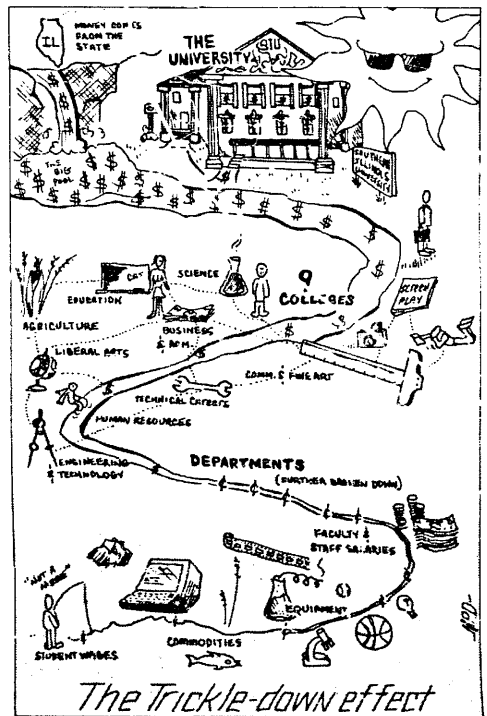 MONEY COMES
FROM THE
STATE
IL
THE
UNIVERSITY
SIU
THE BIG
POOL
SOUTHERN
ILLINOIS
UNIVERSITY
CAT
SCIENCE
9
COLLEGES
SCREEN
PLAY
EDUCATION
AGRICULTURE
BUSINESS
& ADM.
LIBERAL ARTS
COMM. & FINE ART
TECHNICAL CAREERS
HUMAN RESOURCES
ENGINEERING
& TECHNOLOGY
DEPARTMENTS
(FURTHER BROKEN DOWN)
FACULTY &
STAFF SALARIES
"NOT A
EQUIPMENT
COMMODITIES
STUDENT WAGES
The Trickle-down effect